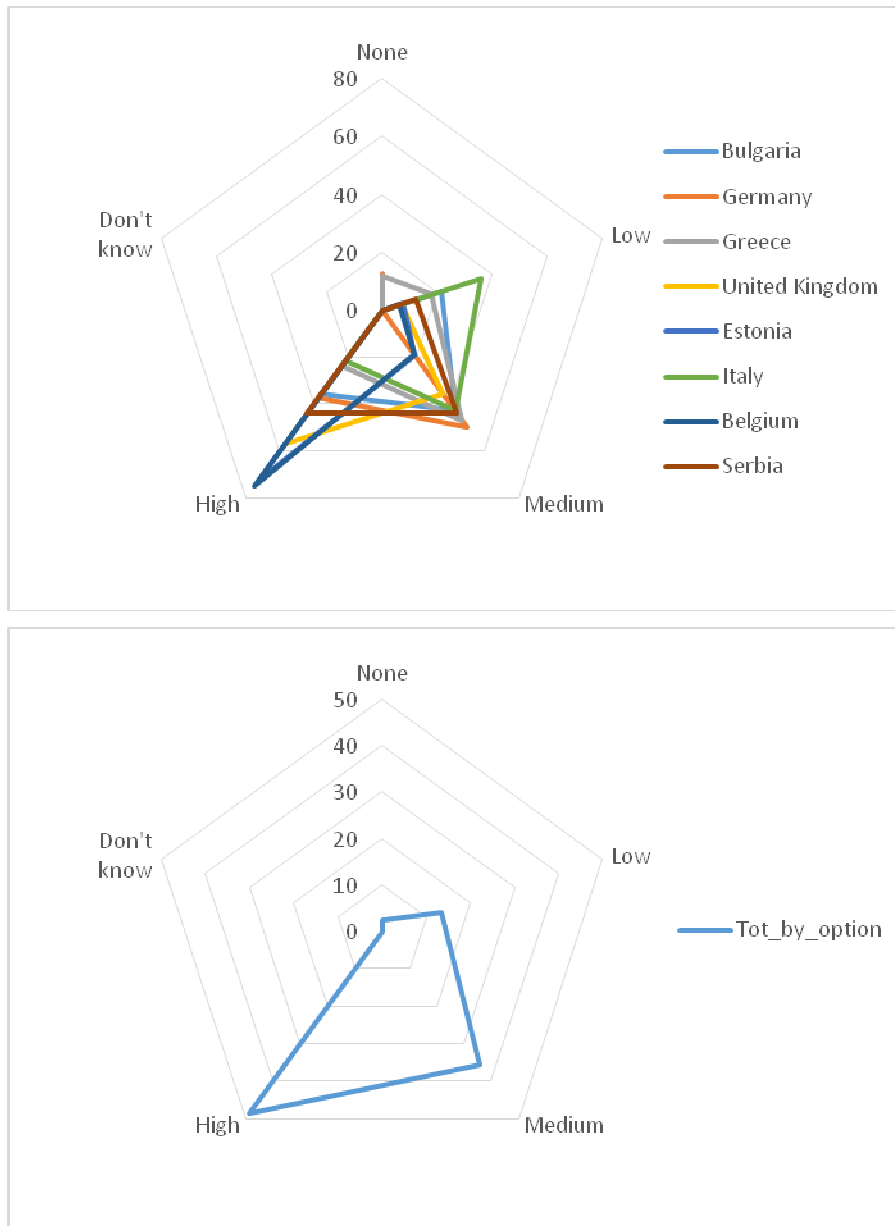 None
80
60
40
20
0
Don't
know
Low
High
Medium
Bulgaria
Germany
Greece
United Kingdom
Estonia
Italy
Belgium
Serbia
None
50
40
30
20
10
0
Don't
know
Low
High
Medium
Tot_by_option